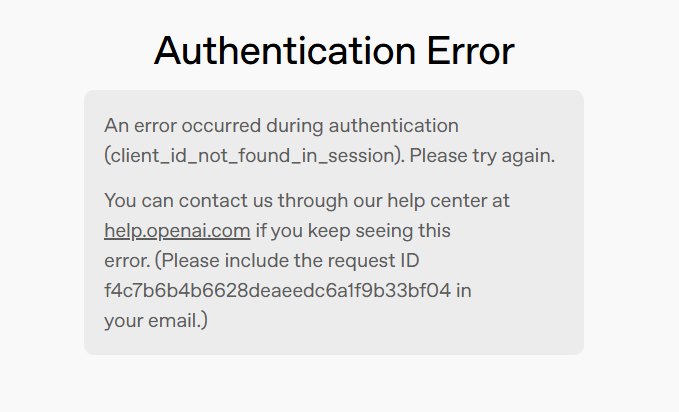 Authentication Error
An error occurred during authentication
(client_id_not_found_in_session). Please try again.
You can contact us through our help center at
help.openai.com if you keep seeing this
error. (Please include the request ID
f4c7b6b4b6628deaeedc6a1f9b33bf04 in
your email.)